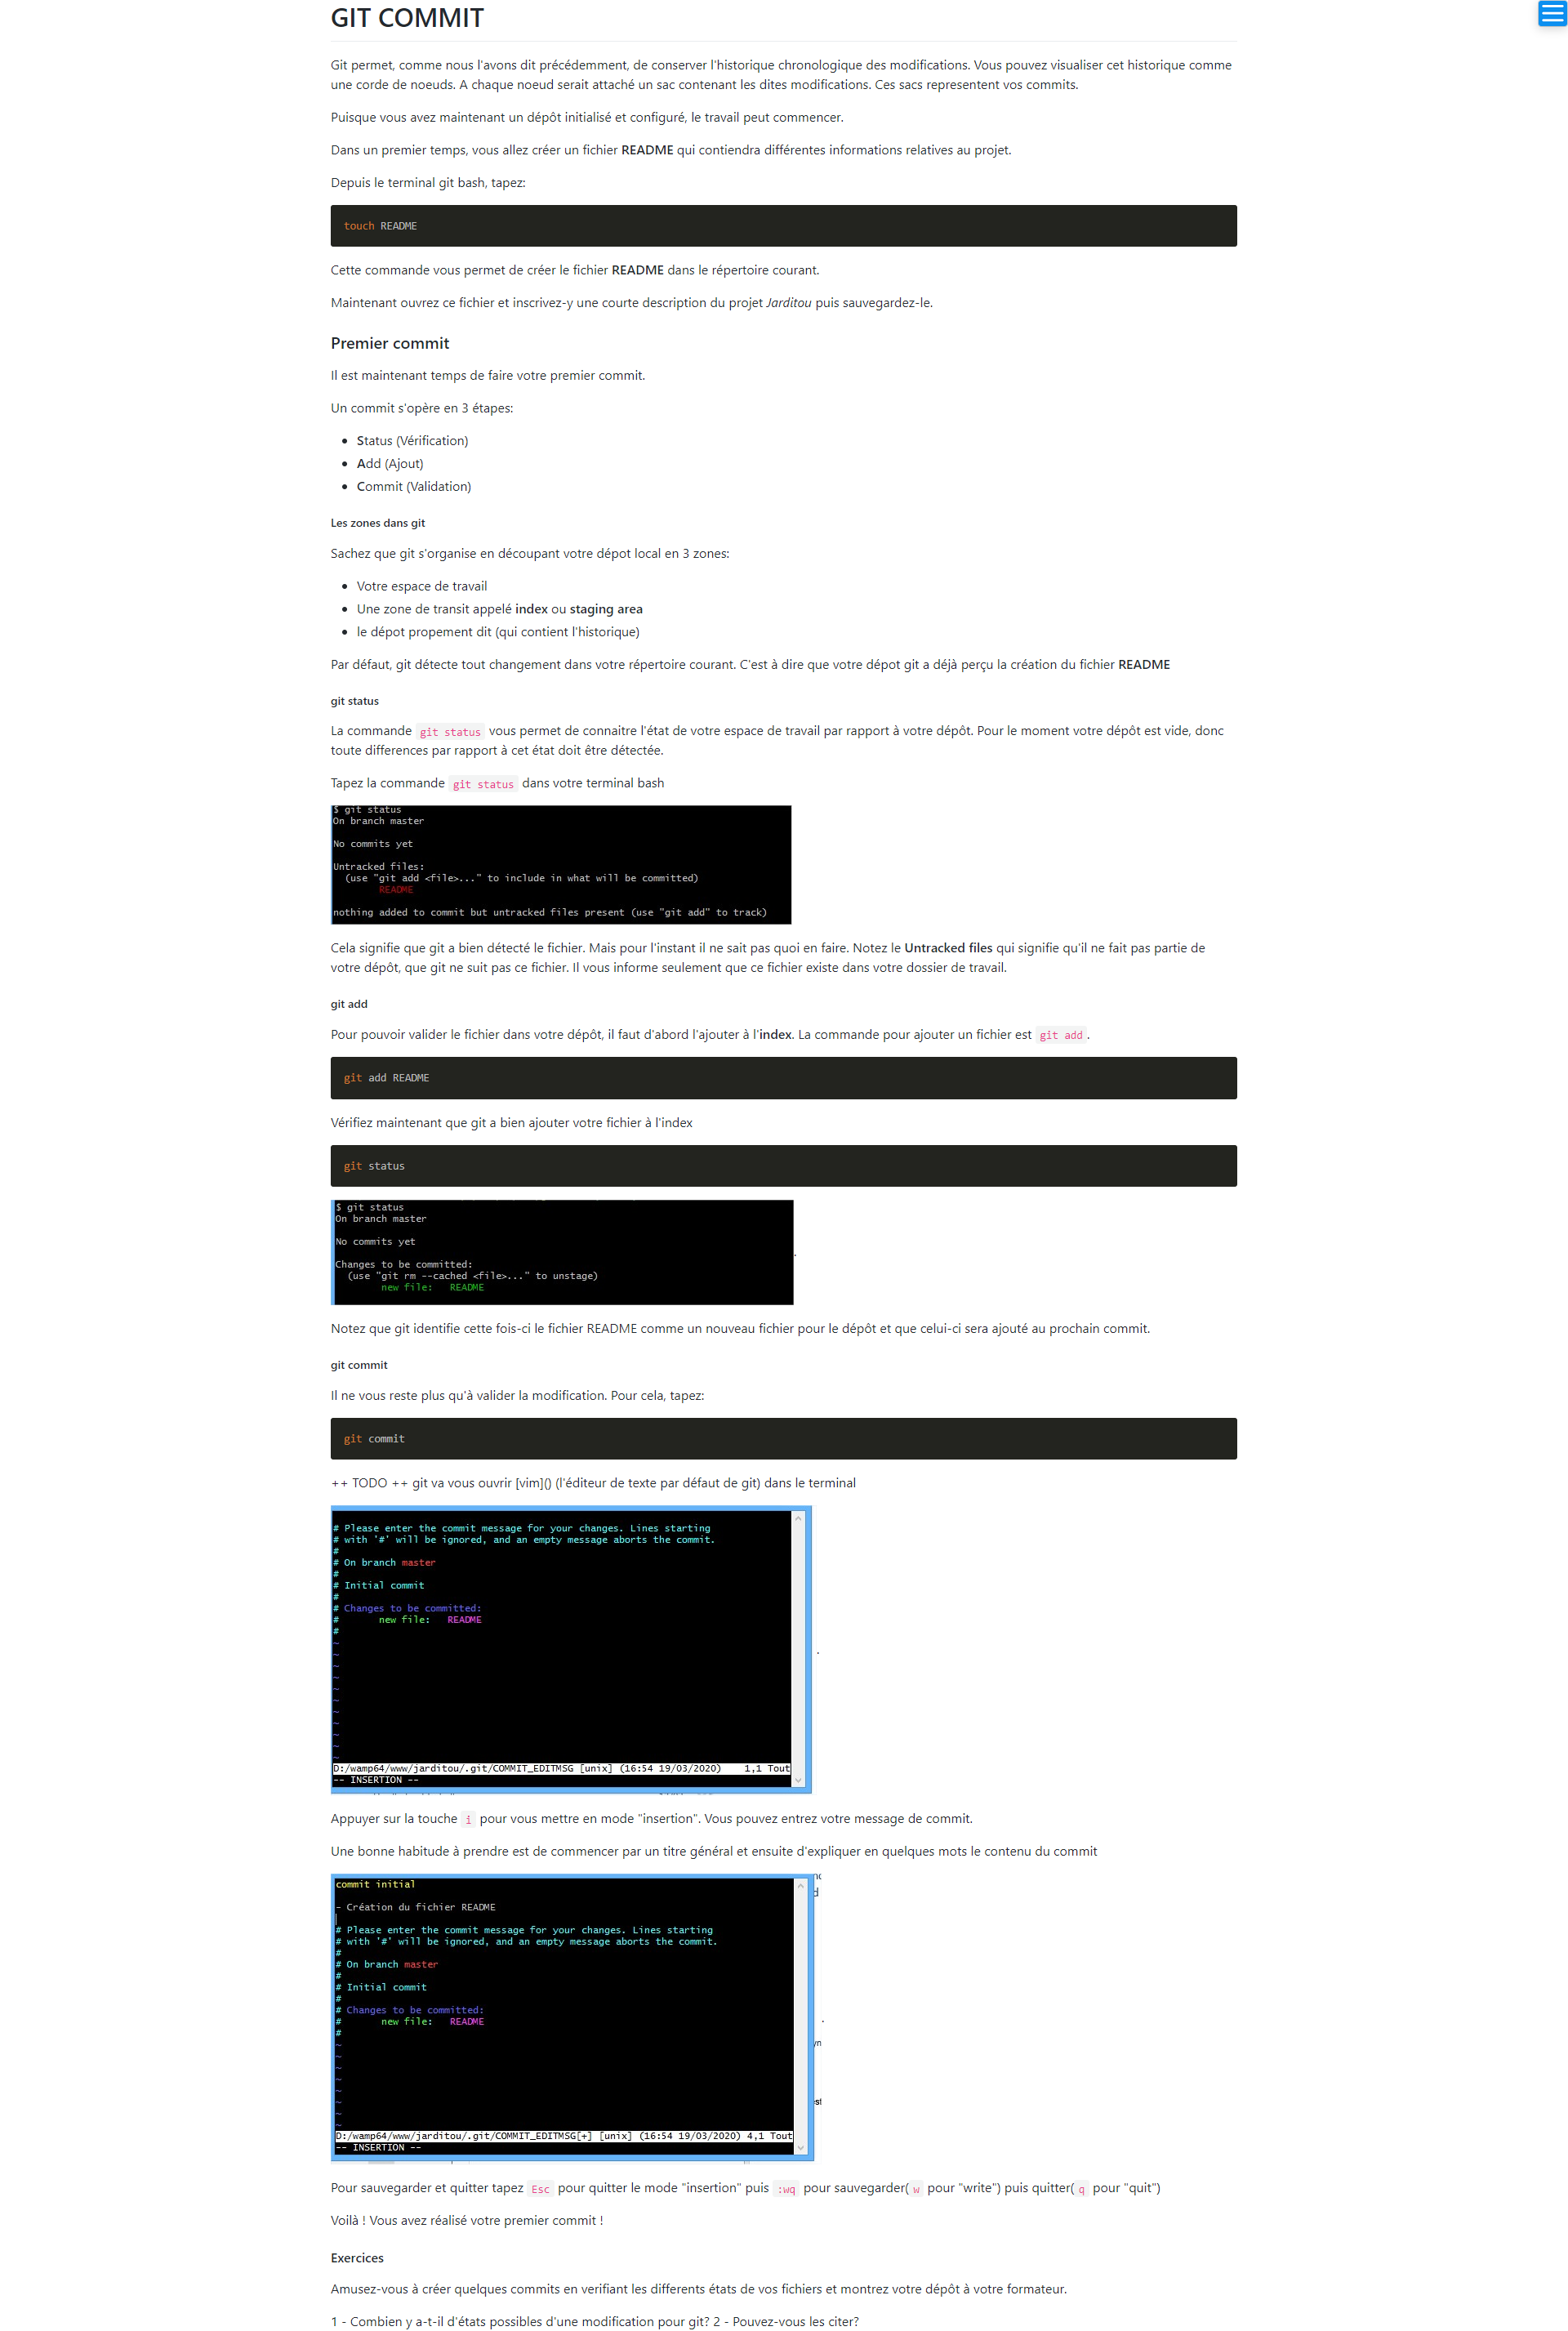 GIT COMMIT
Git permet, comme nous l'avons dit précédemment, de conserver l'historique chronologique des modifications. Vous pouvez visualiser cet historique comme
une corde de noeuds. A chaque noeud serait attaché un sac contenant les dites modifications. Ces sacs representent vos commits.
Puisque vous avez maintenant un dépôt initialisé et configuré, le travail peut commencer.
Dans un premier temps, vous allez créer un fichier README qui contiendra différentes informations relatives au projet.
Depuis le terminal git bash, tapez:
touch README
Cette commande vous permet de créer le fichier README dans le répertoire courant.
Maintenant ouvrez ce fichier et inscrivez-y une courte description du projet Jarditou puis sauvegardez-le.
Premier commit
Il est maintenant temps de faire votre premier commit.
Un commit s'opère en 3 étapes:
• Status (Vérification)
• Add (Ajout)
• Commit (Validation)
Les zones dans git
Sachez que git s'organise en découpant votre dépot local en 3 zones:
• Votre espace de travail
• Une zone de transit appelé index ou staging area
• le dépot propement dit (qui contient l'historique)
Par défaut, git détecte tout changement dans votre répertoire courant. C'est à dire que votre dépot git a déjà perçu la création du fichier README
git status
La commande git status vous permet de connaitre l'état de votre espace de travail par rapport à votre dépôt. Pour le moment votre dépôt est vide, donc
toute differences par rapport à cet état doit être détectée.
Tapez la commande git status dans votre terminal bash
$ git status
On branch master
No commits yet
Untracked files:
(use "git add <file>..." to include in what will be committed)
README
nothing added to commit but untracked files present (use "git add" to track)
Cela signifie que git a bien détecté le fichier. Mais pour l'instant il ne sait pas quoi en faire. Notez le Untracked files qui signifie qu'il ne fait pas partie de
votre dépôt, que git ne suit pas ce fichier. Il vous informe seulement que ce fichier existe dans votre dossier de travail.
git add
Pour pouvoir valider le fichier dans votre dépôt, il faut d'abord l'ajouter à l'index. La commande pour ajouter un fichier est git add.
git add README
Vérifiez maintenant que git a bien ajouter votre fichier à l'index
git status
$ git status
On branch master
No commits yet
Changes to be committed:
(use "git rm --cached <file>..." to unstage)
new file:   README
.
Notez que git identifie cette fois-ci le fichier README comme un nouveau fichier pour le dépôt et que celui-ci sera ajouté au prochain commit.
git commit
Il ne vous reste plus qu'à valider la modification. Pour cela, tapez:
git commit
++ TODO ++ git va vous ouvrir [vim]() (l'éditeur de texte par défaut de git) dans le terminal
# Please enter the commit message for your changes. Lines starting
# with '#' will be ignored, and an empty message aborts the commit.
#
# On branch master
#
# Initial commit
#
# Changes to be committed:
#       new file:   README
#
~
~
~
~
~
~
~
~
~
~
~
D:/wamp64/www/jarditou/.git/COMMIT_EDITMSG [unix] (16:54 19/03/2020)    1,1 Tout
-- INSERTION --
.
Appuyer sur la touche i pour vous mettre en mode "insertion". Vous pouvez entrez votre message de commit.
Une bonne habitude à prendre est de commencer par un titre général et ensuite d'expliquer en quelques mots le contenu du commit
commit initial
- Création du fichier README
# Please enter the commit message for your changes. Lines starting
# with '#' will be ignored, and an empty message aborts the commit.
#
# On branch master
#
# Initial commit
#
# Changes to be committed:
#       new file:   README
#
~
~
~
~
~
~
~
~
D:/wamp64/www/jarditou/.git/COMMIT_EDITMSG[+] [unix] (16:54 19/03/2020) 4,1 Tout
-- INSERTION --
.
Pour sauvegarder et quitter tapez Esc pour quitter le mode "insertion" puis :wq pour sauvegarder( w pour "write") puis quitter( q pour "quit")
Voilà ! Vous avez réalisé votre premier commit !
Exercices
Amusez-vous à créer quelques commits en verifiant les differents états de vos fichiers et montrez votre dépôt à votre formateur.
1 - Combien y a-t-il d'états possibles d'une modification pour git? 2 - Pouvez-vous les citer?